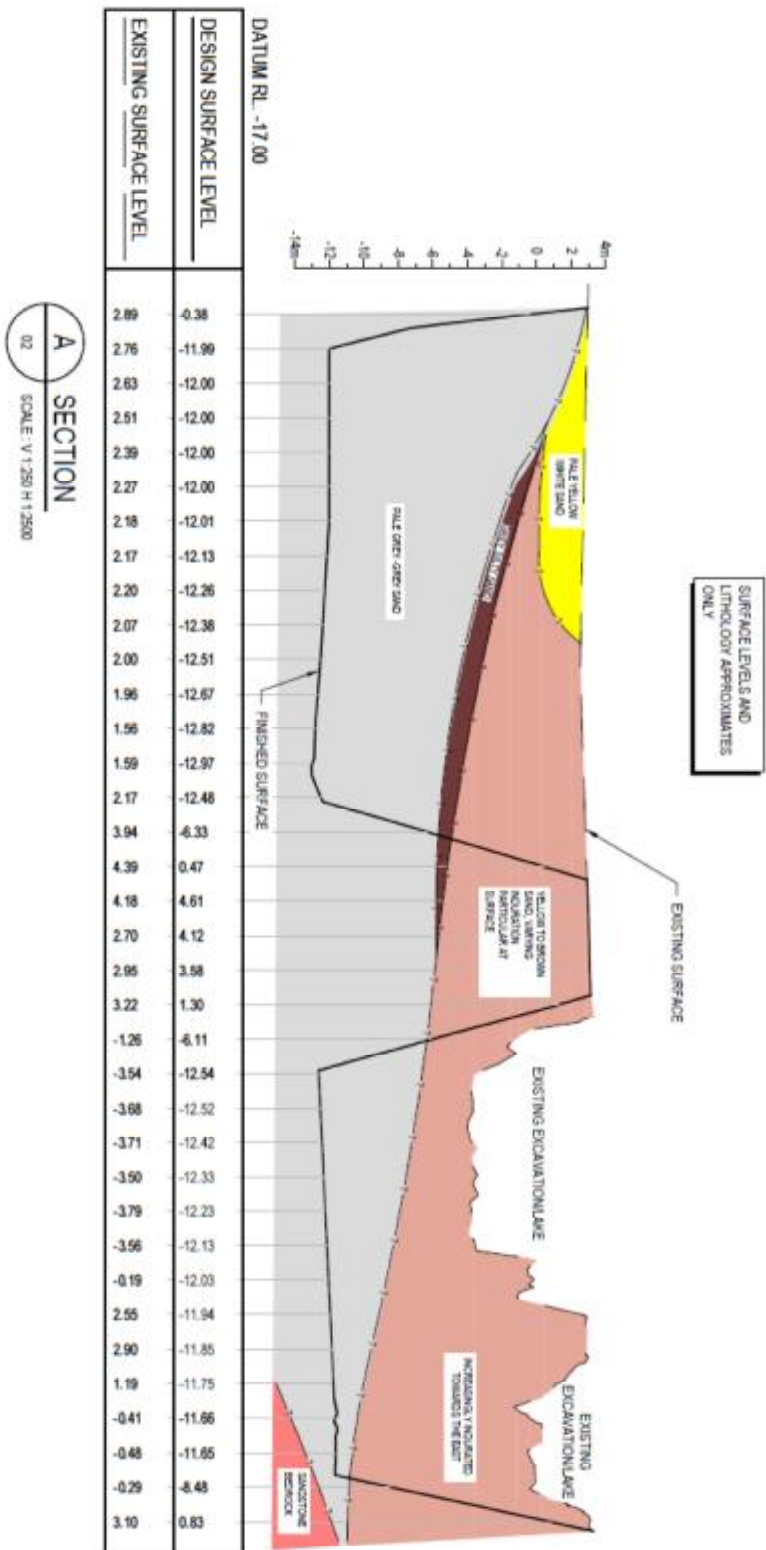 SURFACE LEVELS AND
LITHOLOGY APPROXIMATES
ONLY
EXISTING SURFACE
4m
2
0
-2
-4
-6
-8
-10
-12
-14m
PALE YELLOW
WHITE SAND
PALE GREY -GREY SAND
YELLOW TO BROWN
SAND, VARYING
INDURATION
PARTICULAR AT
SURFACE
EXISTING EXCAVATION/LAKE
EXISTING
EXCAVATION/LAKE
INCREASINGLY INDURATED
TOWARDS THE EAST
SANDSTONE
BEDROCK
FINISHED SURFACE
DATUM RL. -17.00
DESIGN SURFACE LEVEL -0.38 -11.99 -12.00 -12.00 -12.00 -12.00 -12.01 -12.13 -12.26 -12.38 -12.51 -12.67 -12.82 -12.97 -12.48 -6.33 0.47 4.61 4.12 3.58 1.30 -6.11 -12.54 -12.52 -12.42 -12.33 -12.23 -12.13 -12.03 -11.94 -11.85 -11.75 -11.66 -11.65 -8.48 0.83
EXISTING SURFACE LEVEL 2.89 2.76 2.63 2.51 2.39 2.27 2.18 2.17 2.20 2.07 2.00 1.96 1.56 1.59 2.17 3.94 4.39 4.18 2.70 2.95 3.22 -1.26 -3.54 -3.68 -3.71 -3.50 -3.79 -3.56 -0.19 2.55 2.90 1.19 -0.41 -0.48 -0.29 3.10
A SECTION
02 SCALE : V 1:250 H 1:2500